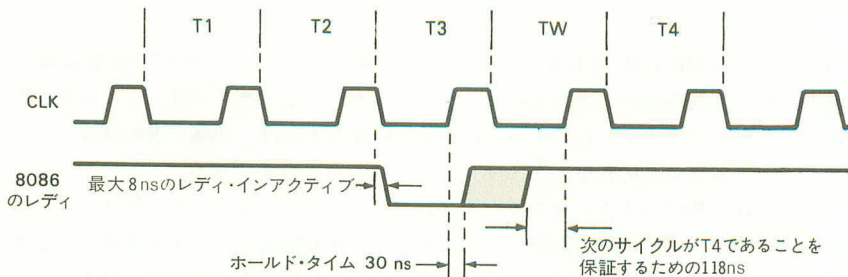 T1 T2 T3 TW T4
CLK
8086
のレディ
最大8nsのレディ・インアクティブ
ホールド・タイム 30 ns
次のサイクルがT4であることを
保証するための118ns